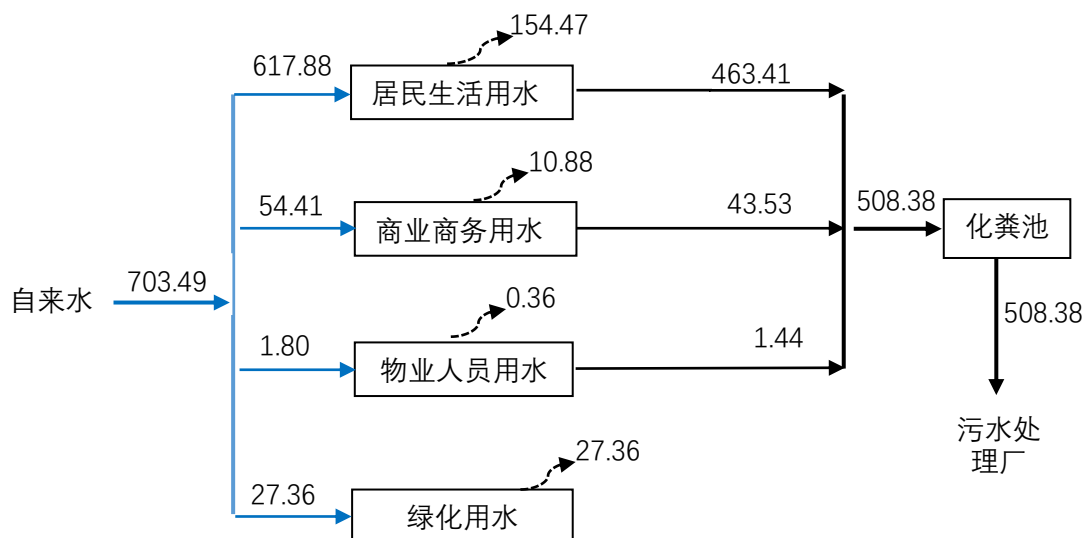 154.47
617.88
居民生活用水
463.41
10.88
54.41
商业商务用水
43.53
508.38
化粪池
自来水
703.49
0.36
508.38
1.80
物业人员用水
1.44
污水处
理厂
27.36
27.36
绿化用水